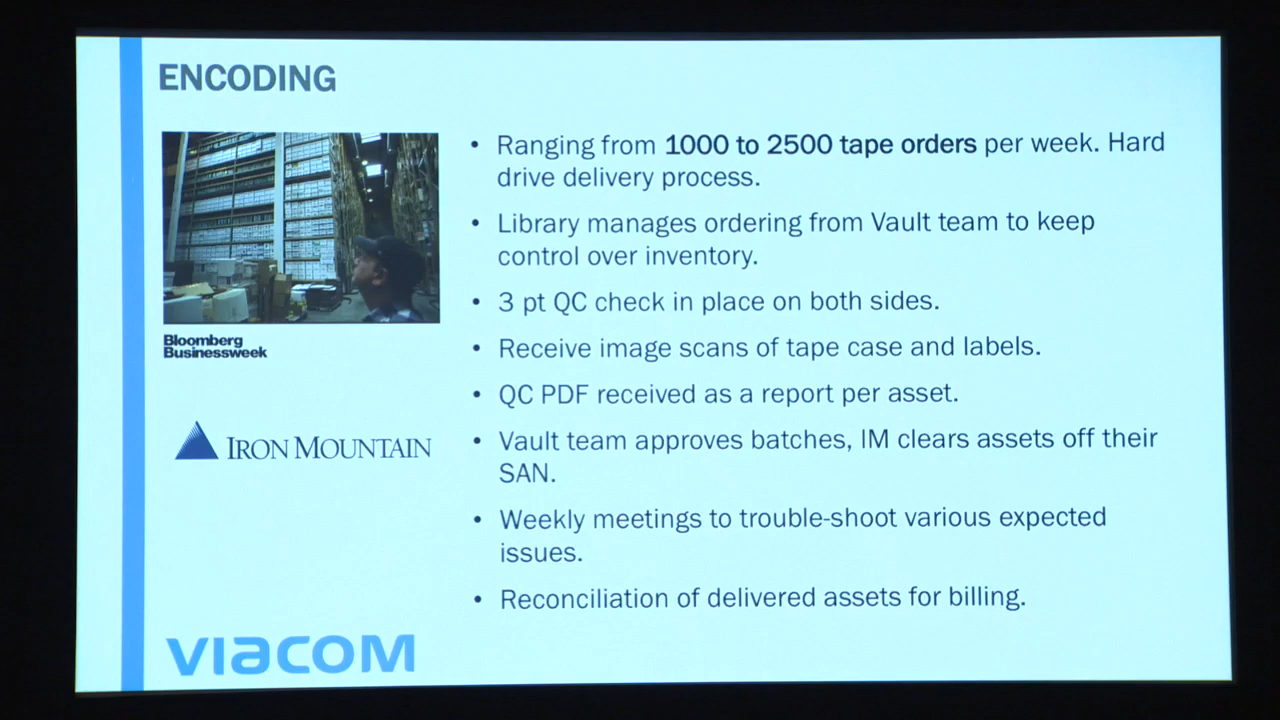 ENCODING
• Ranging from 1000 to 2500 tape orders per week. Hard
drive delivery process.
• Library manages ordering from Vault team to keep
control over inventory.
• 3 pt QC check in place on both sides.
• Receive image scans of tape case and labels.
• QC PDF received as a report per asset.
• Vault team approves batches, IM clears assets off their
SAN.
• Weekly meetings to trouble-shoot various expected
issues.
• Reconciliation of delivered assets for billing.
Bloomberg
Businessweek
IRON MOUNTAIN
VIACOM